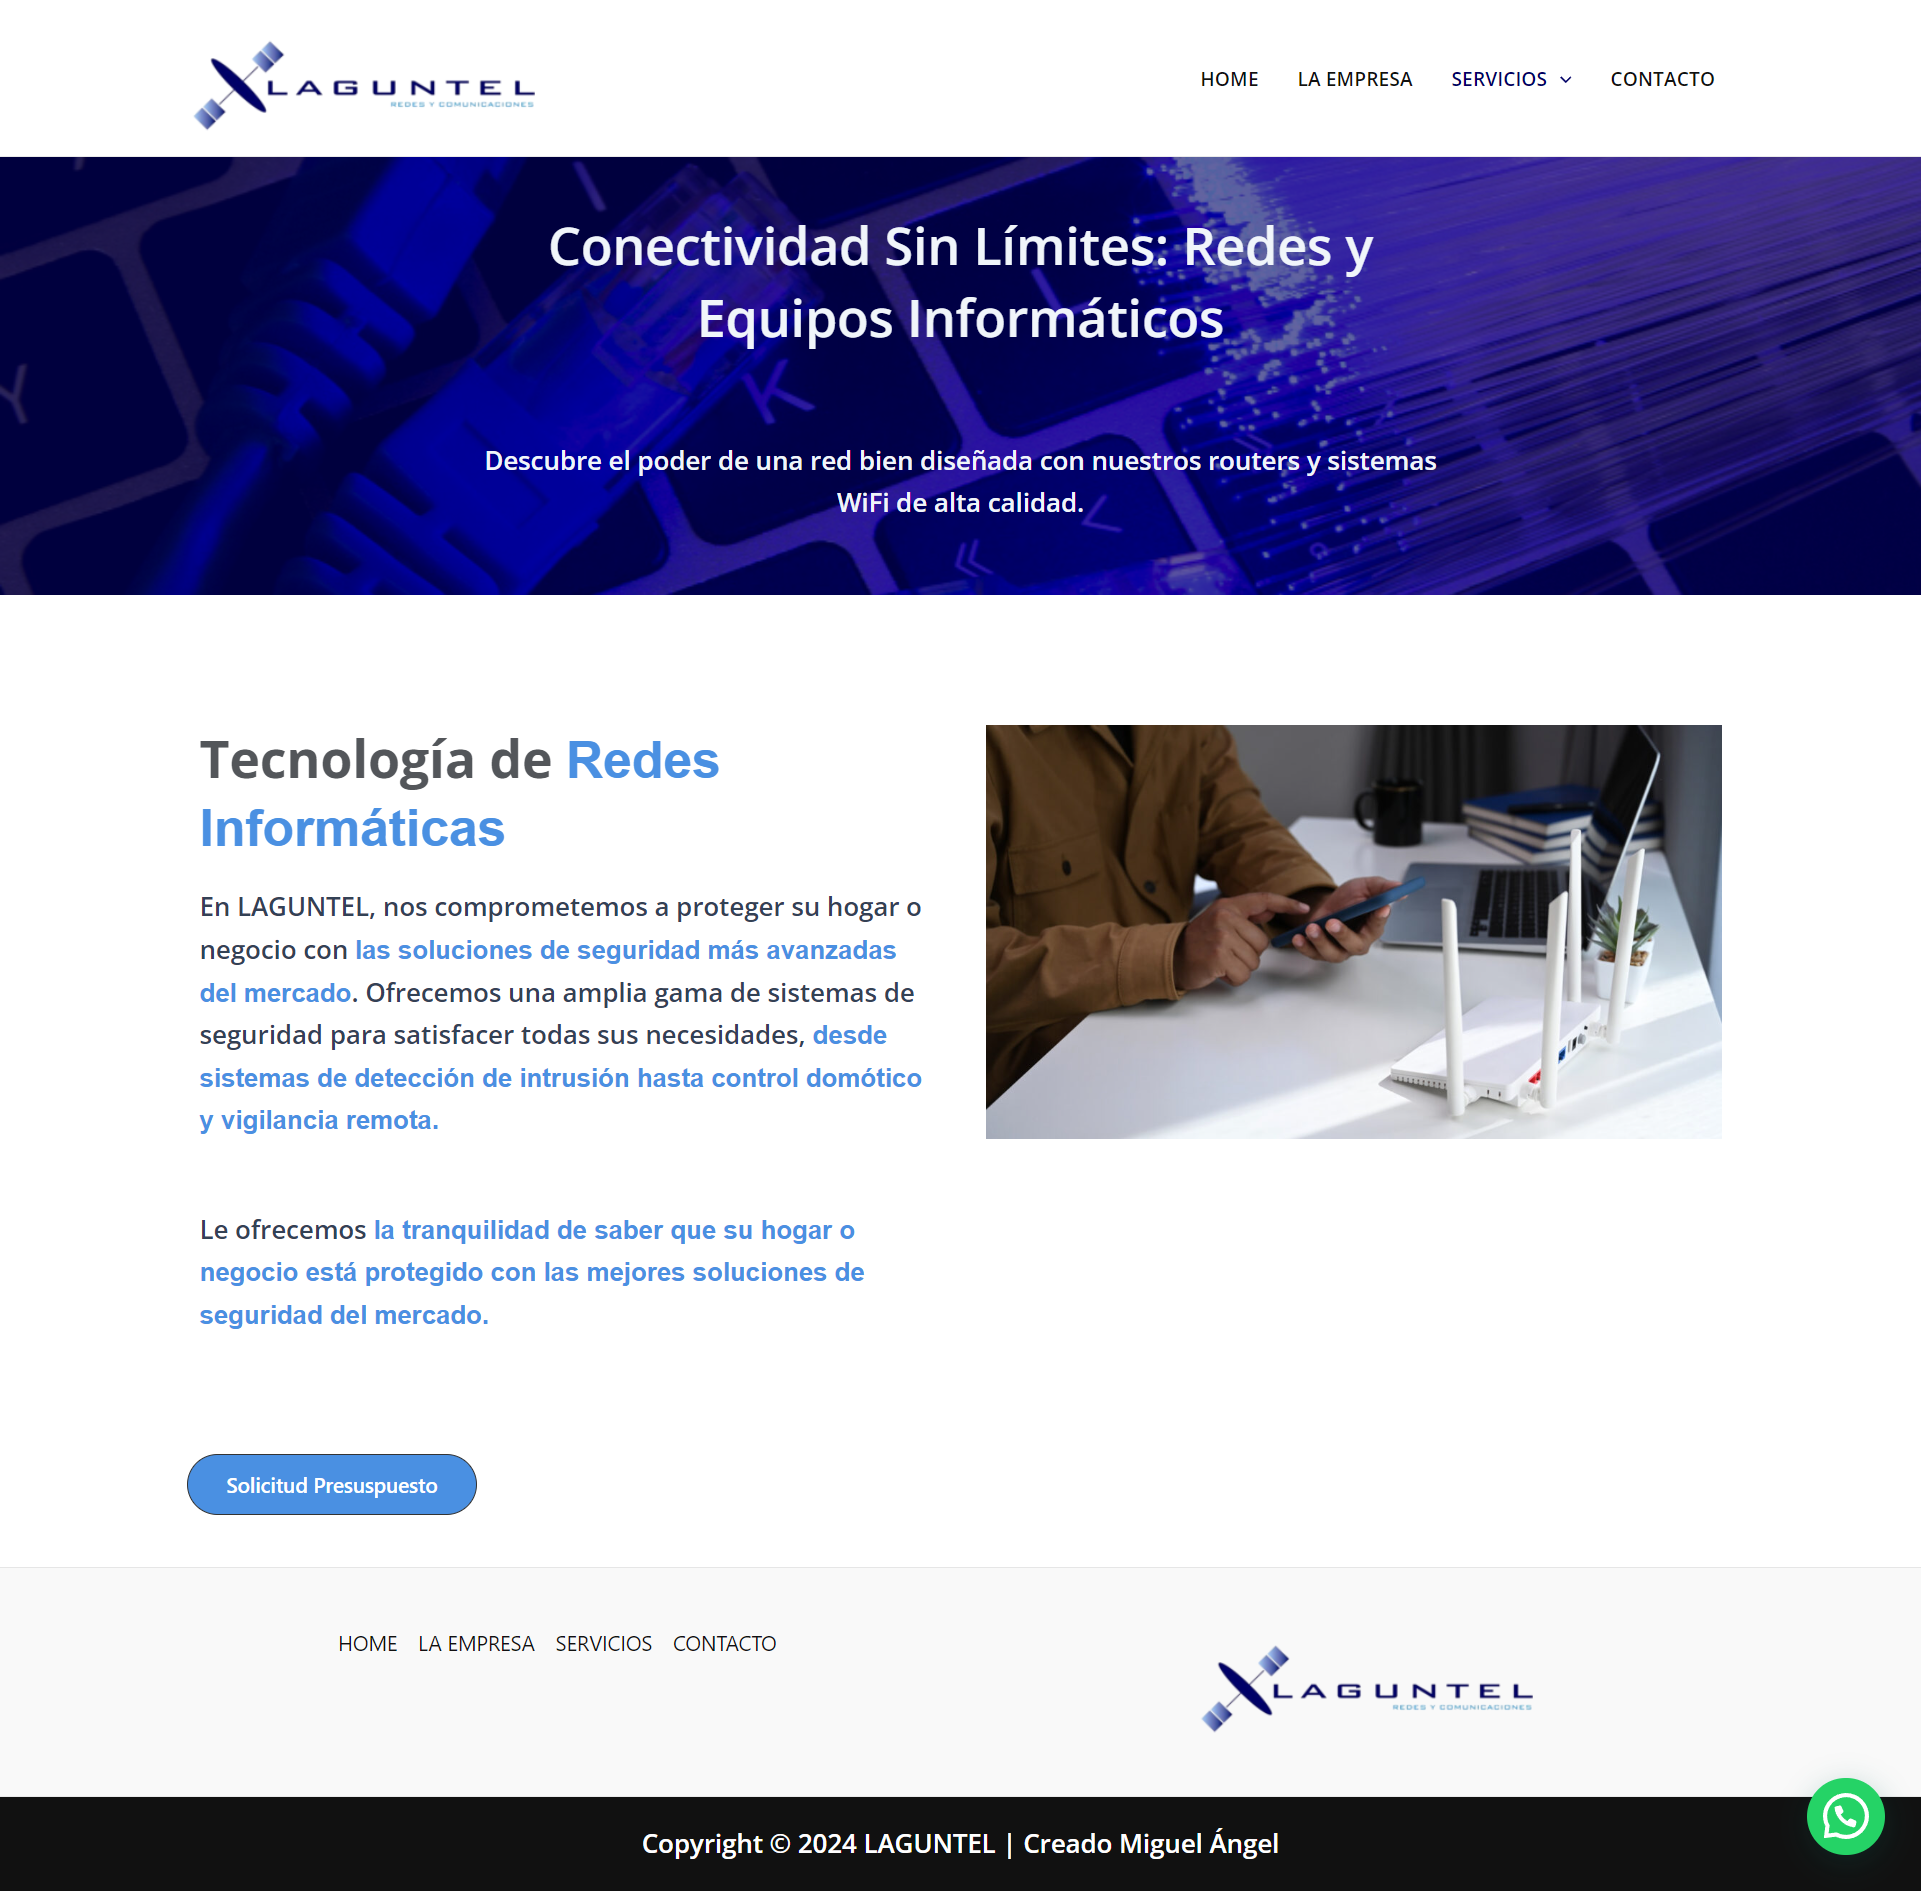 LAGUNTEL
REDES Y COMUNICACIONES
HOME LA EMPRESA SERVICIOS CONTACTO
Conectividad Sin Límites: Redes y
Equipos Informáticos
Descubre el poder de una red bien diseñada con nuestros routers y sistemas
WiFi de alta calidad.
Tecnología de Redes
Informáticas
En LAGUNTEL, nos comprometemos a proteger su hogar o
negocio con las soluciones de seguridad más avanzadas
del mercado. Ofrecemos una amplia gama de sistemas de
seguridad para satisfacer todas sus necesidades, desde
sistemas de detección de intrusión hasta control domótico
y vigilancia remota.
Le ofrecemos la tranquilidad de saber que su hogar o
negocio está protegido con las mejores soluciones de
seguridad del mercado.
Solicitud Presuspuesto
HOME LA EMPRESA SERVICIOS CONTACTO
LAGUNTEL
REDES Y COMUNICACIONES
Copyright © 2024 LAGUNTEL | Creado Miguel Ángel